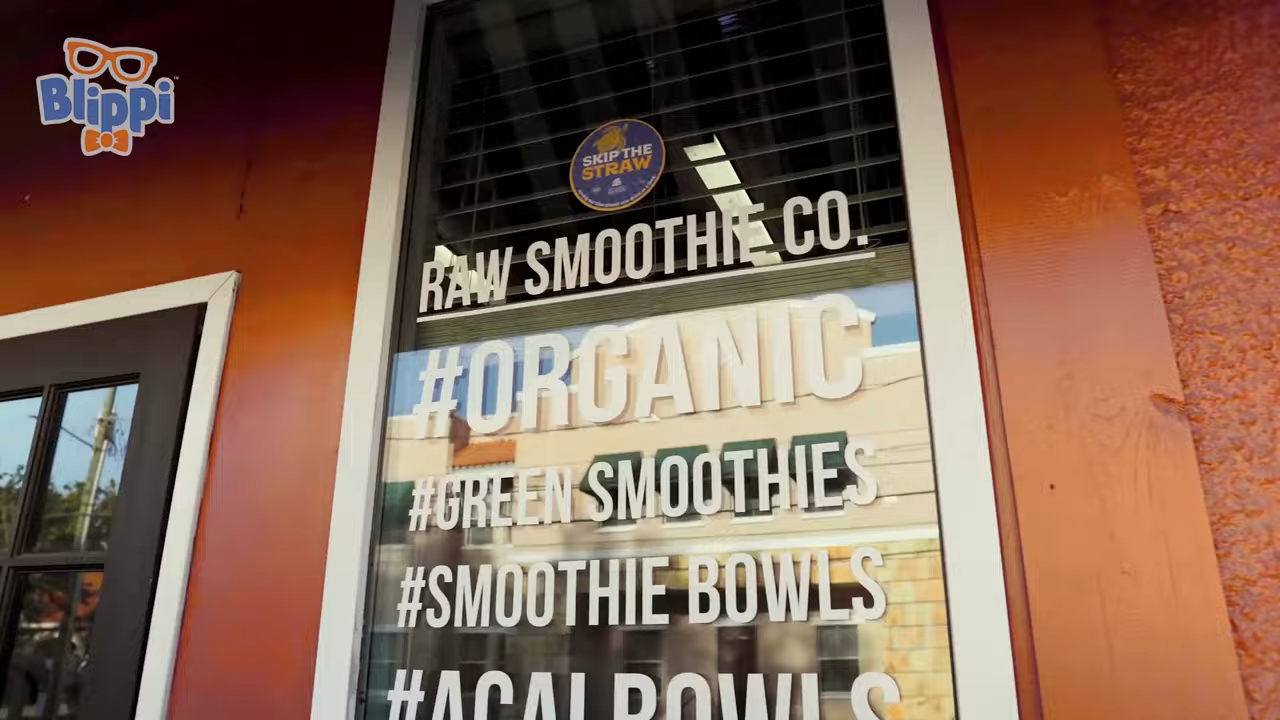 Blippi
SKIP THE
STRAW
RAW SMOOTHIE CO.
#ORGANIC
#GREEN SMOOTHIES
#SMOOTHIE BOWLS
#ACAI BOWLS